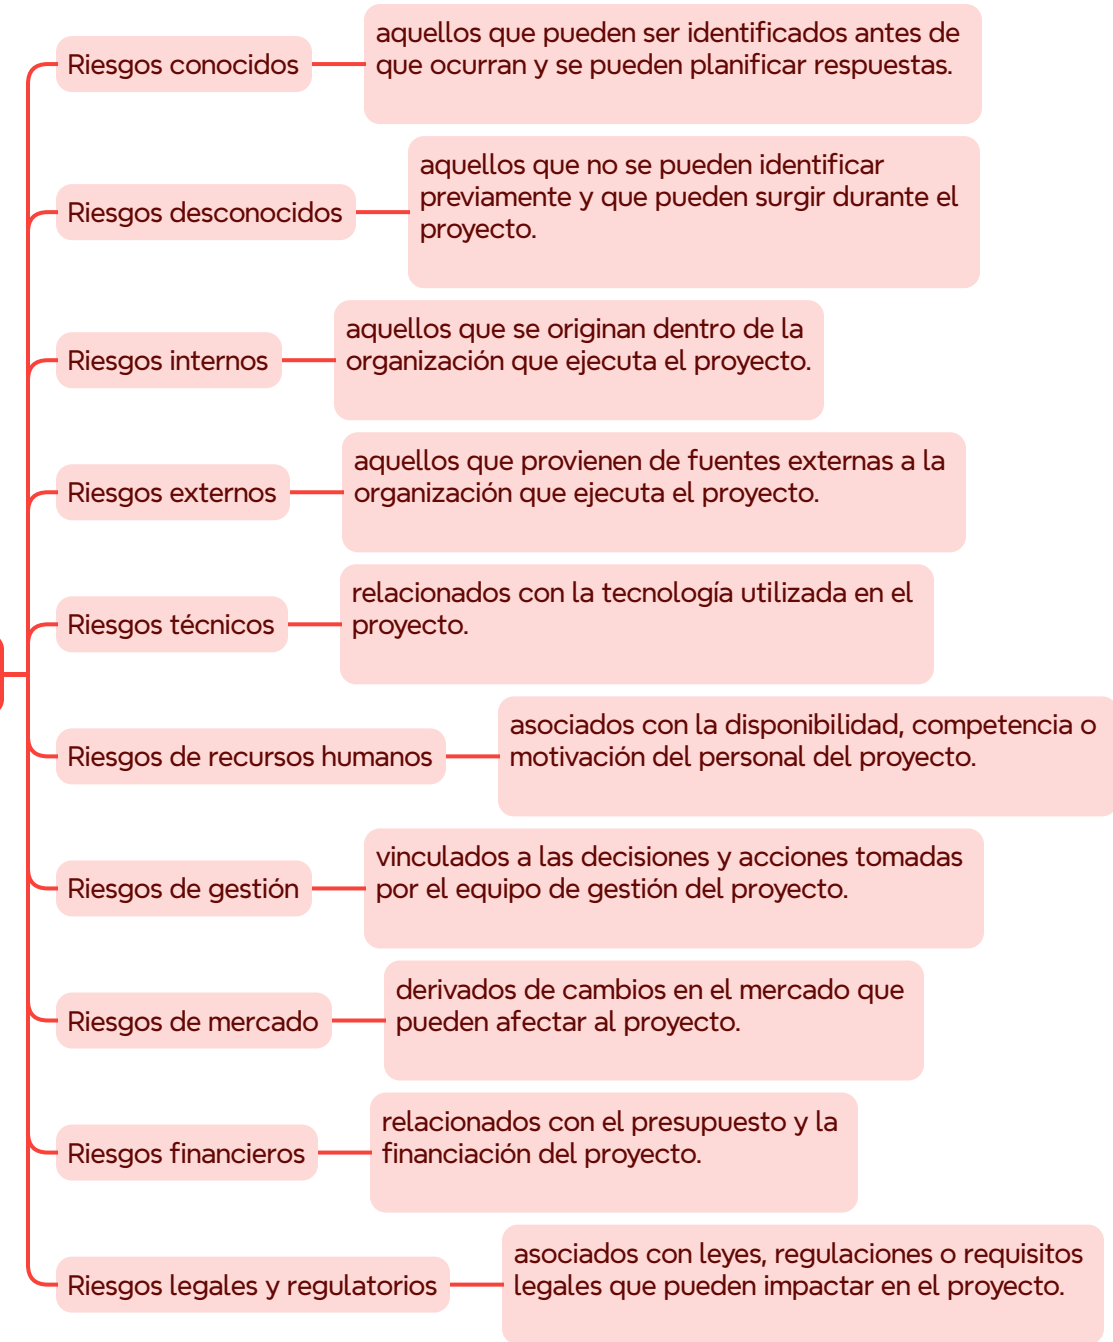 Riesgos conocidos
aquellos que pueden ser identificados antes de
que ocurran y se pueden planificar respuestas.
Riesgos desconocidos
aquellos que no se pueden identificar
previamente y que pueden surgir durante el
proyecto.
Riesgos internos
aquellos que se originan dentro de la
organización que ejecuta el proyecto.
Riesgos externos
aquellos que provienen de fuentes externas a la
organización que ejecuta el proyecto.
Riesgos técnicos
relacionados con la tecnología utilizada en el
proyecto.
Riesgos de recursos humanos
asociados con la disponibilidad, competencia o
motivación del personal del proyecto.
Riesgos de gestión
vinculados a las decisiones y acciones tomadas
por el equipo de gestión del proyecto.
Riesgos de mercado
derivados de cambios en el mercado que
pueden afectar al proyecto.
Riesgos financieros
relacionados con el presupuesto y la
financiación del proyecto.
Riesgos legales y regulatorios
asociados con leyes, regulaciones o requisitos
legales que pueden impactar en el proyecto.